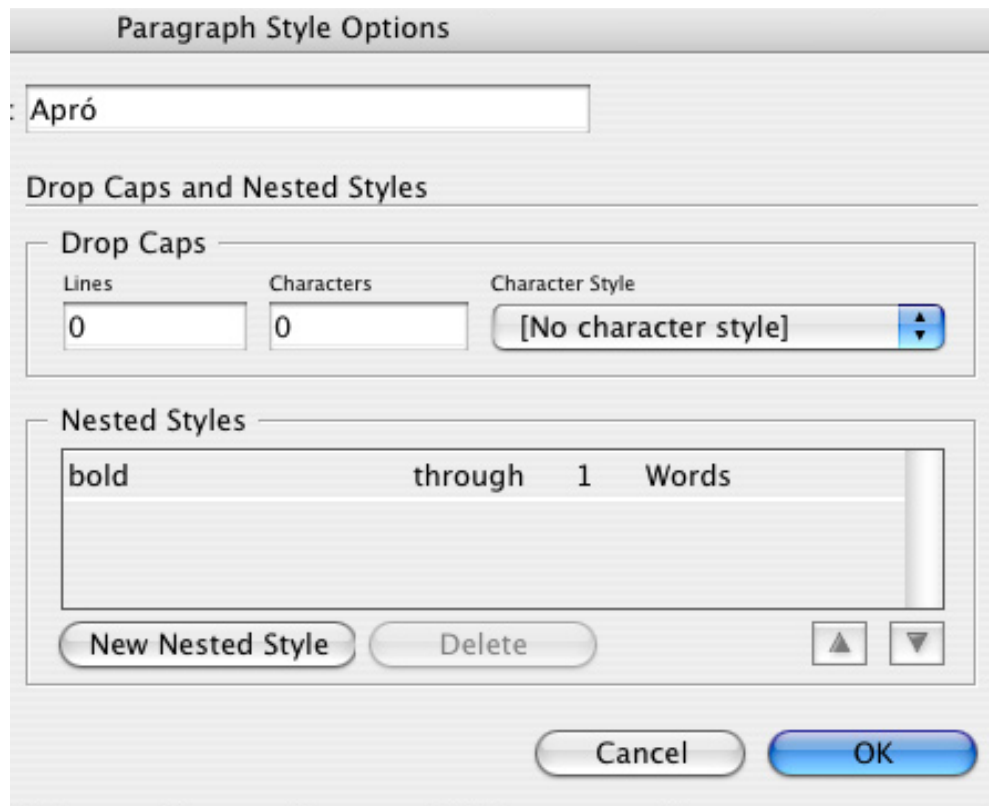 Paragraph Style Options
: Apró
Drop Caps and Nested Styles
Drop Caps
Lines Characters Character Style
0 0 [No character style]
Nested Styles
bold through 1 Words
New Nested Style Delete
Cancel OK